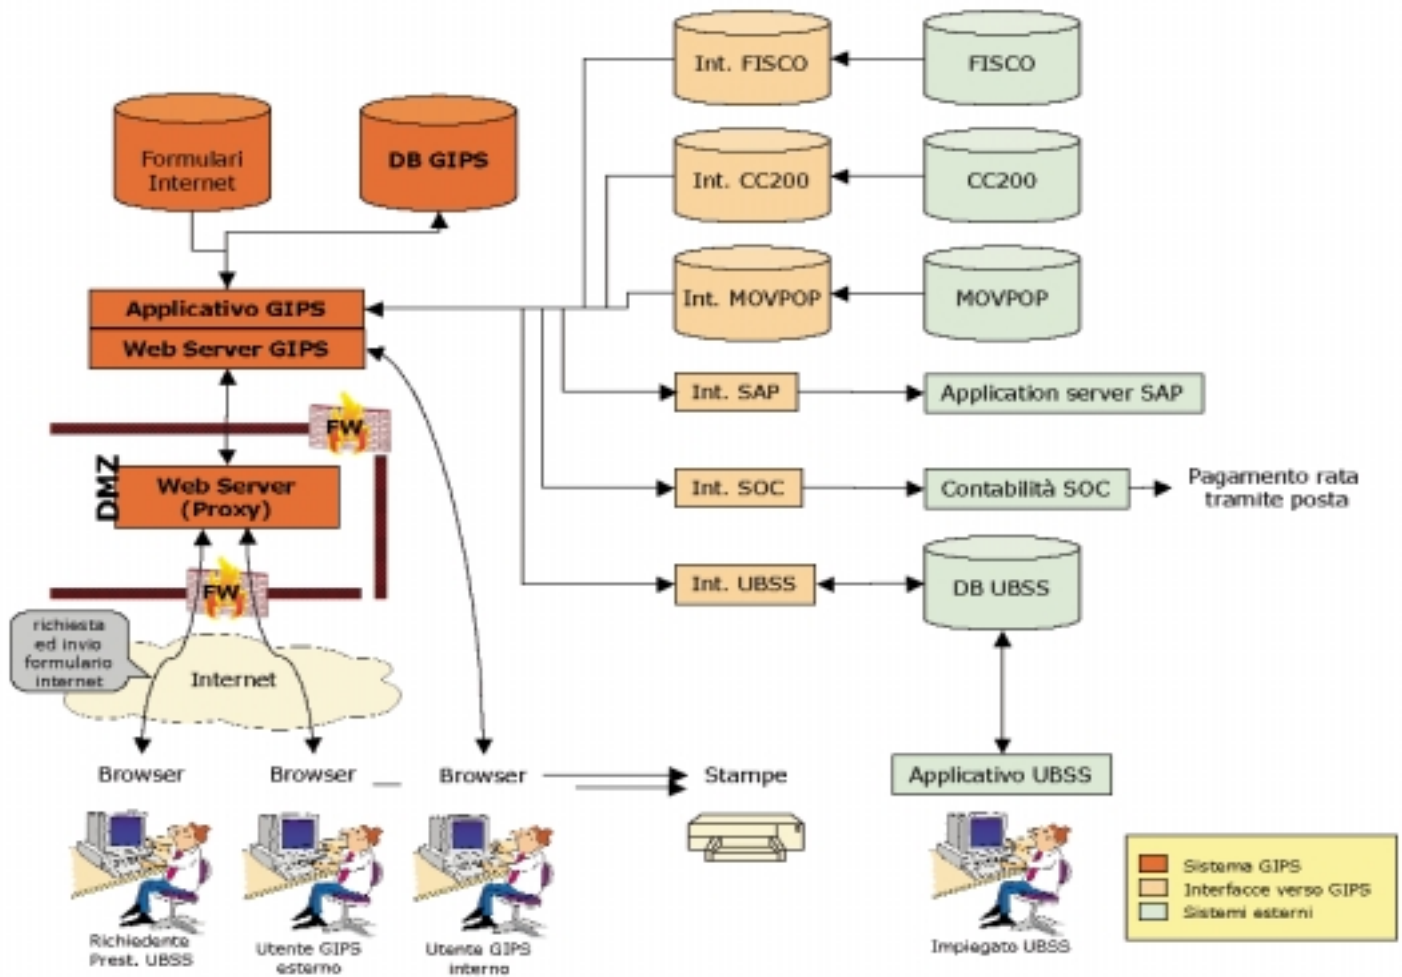 Int. FISCO
FISCO
Formulari
Internet
DB GIPS
Int. CC200
CC200
Int. MOVPOP
MOVPOP
Applicativo GIPS
Web Server GIPS
Int. SAP
Application server SAP
FW
DMZ
Web Server
(Proxy)
Int. SOC
Contabilità SOC
Pagamento rata
tramite posta
FW
Int. UBSS
DB UBSS
richiesta
ed invio
formulario
internet
Internet
Browser
Browser
Browser
Stampe
Applicativo UBSS
Richiedente
Prest. UBSS
Utente GIPS
esterno
Utente GIPS
interno
Impiegato UBSS
Sistema GIPS
Interfacce verso GIPS
Sistemi esterni